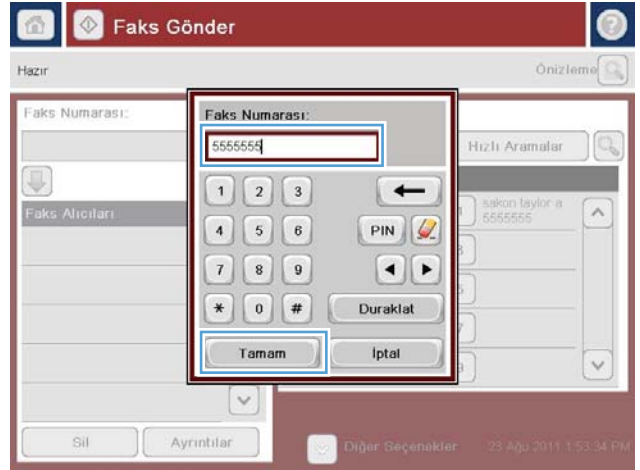 Faks Gönder
Hazır
Önizleme
Faks Numarası:
Faks Numarası:
5555555
Hızlı Aramalar
1 2 3
4 5 6 PIN
7 8 9
* 0 #
Duraklat
Tamam
İptal
Faks Alıcıları
1 sakon taylor a
5555555
Sil
Ayrıntılar
Diğer Seçenekler
23 Ağu 2011 1:53:34 PM